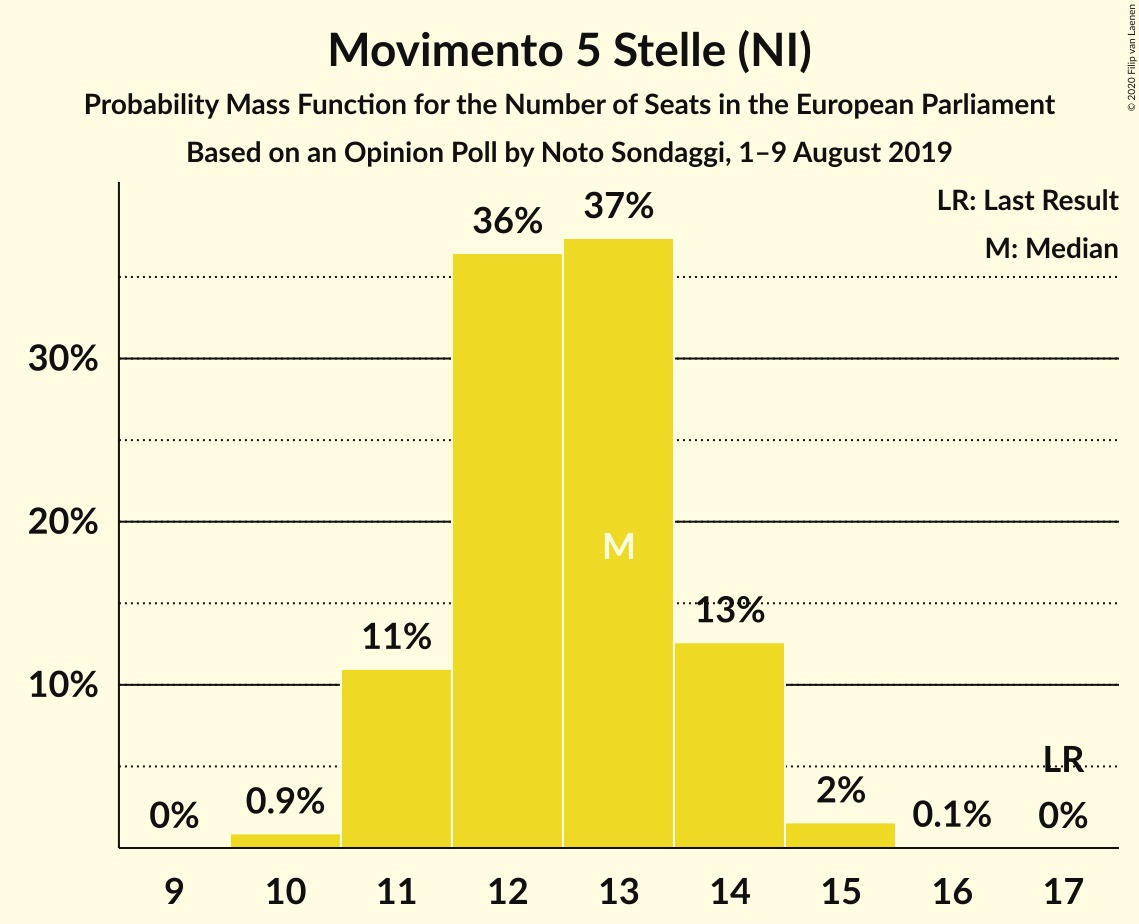 Movimento 5 Stelle (NI)
Probability Mass Function for the Number of Seats in the European Parliament
Based on an Opinion Poll by Noto Sondaggi, 1–9 August 2019
© 2020 Filip van Laenen
LR: Last Result
M: Median
30%
20%
10%
0%
0.9%
11%
36%
37%
M
13%
2%
0.1%
LR
0%
9 10 11 12 13 14 15 16 17